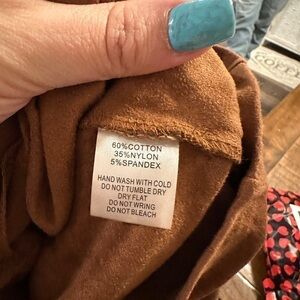 60%COTTON
35%NYLON
5%SPANDEX
HAND WASH WITH COLD
DO NOT TUMBLE DRY
DRY FLAT
DO NOT WRING
DO NOT BLEACH